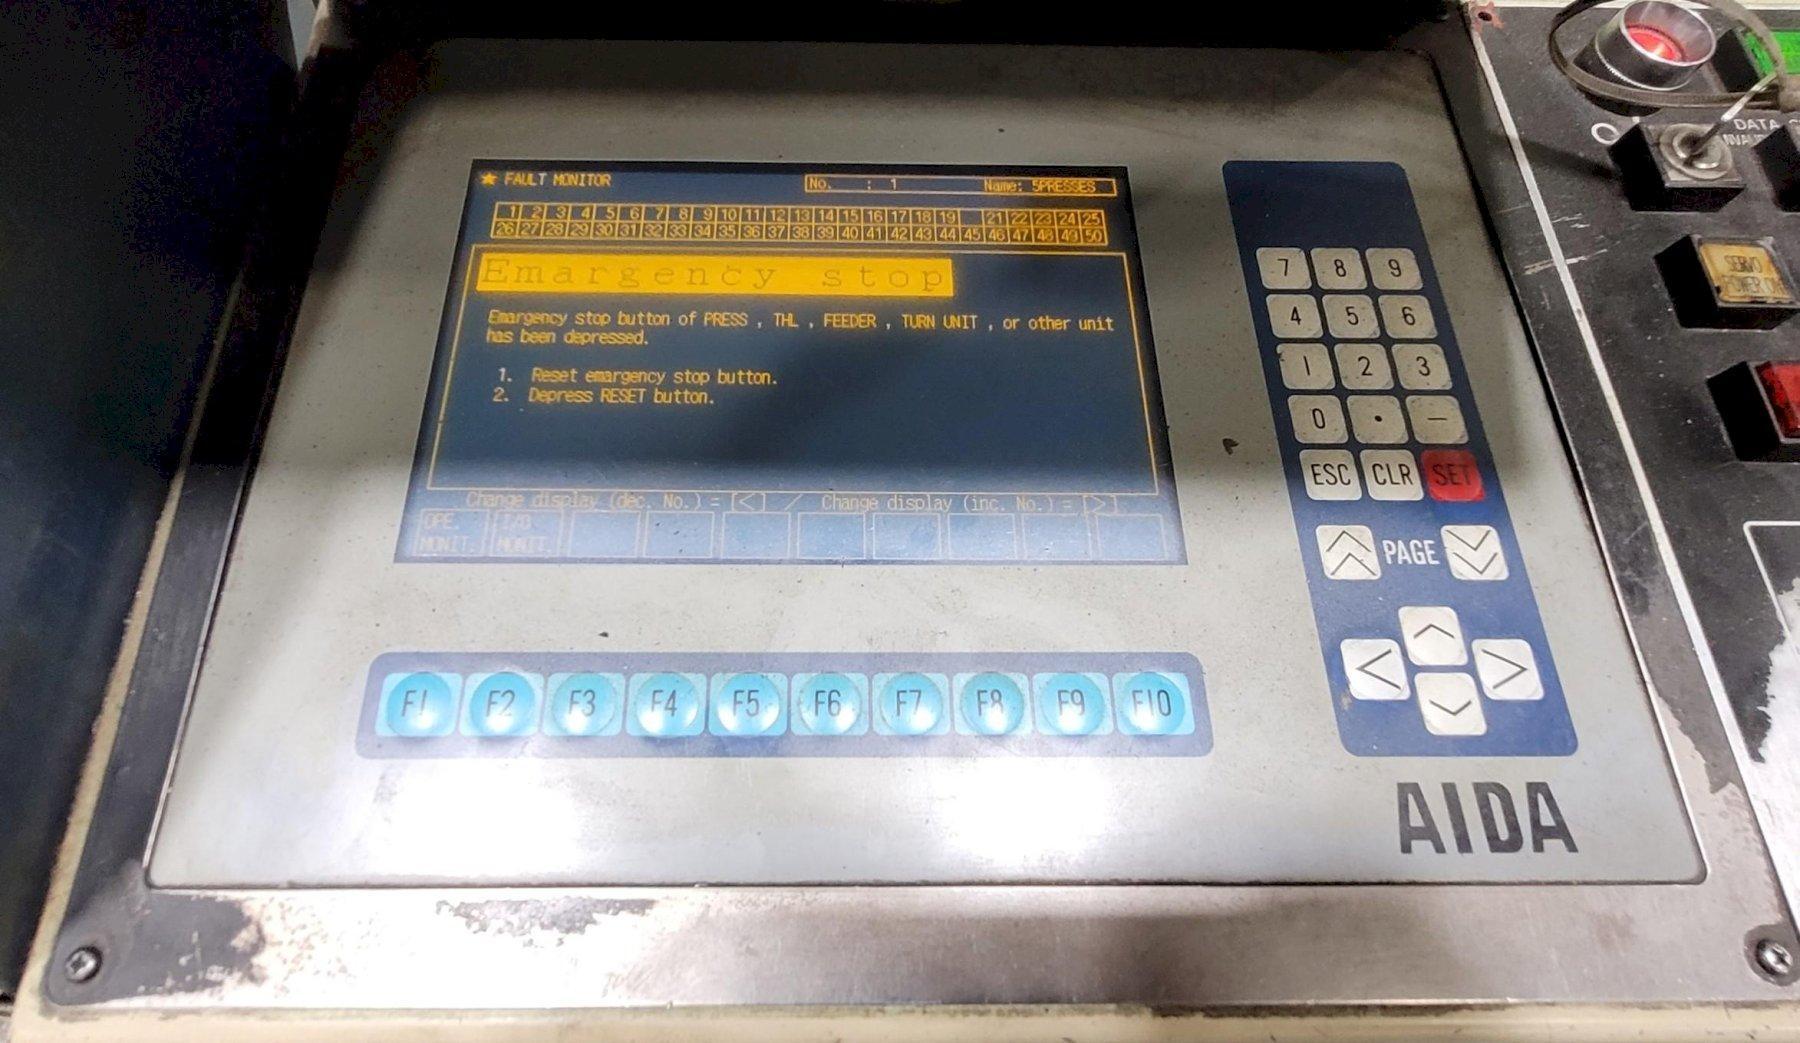 ★ FAULT MONITOR
No. : 1 Name: 5PRESSES
1 2 3 4 5 6 7 8 9 10 11 12 13 14 15 16 17 18 19 21 22 23 24 25
26 27 28 29 30 31 32 33 34 35 36 37 38 39 40 41 42 43 44 45 46 47 48 49 50
Emargency stop
Emargency stop button of PRESS , THL , FEEDER , TURN UNIT , or other unit
has been depressed.
1. Reset emargency stop button.
2. Depress RESET button.
Change display (dec. No.) = [<] / Change display (inc. No.) = [>]
OPE. I/O
MONIT. MONIT.
F1 F2 F3 F4 F5 F6 F7 F8 F9 F10
7 8 9
4 5 6
1 2 3
0 • —
ESC CLR SET
PAGE
AIDA
DATA
SERVO
POWER ON